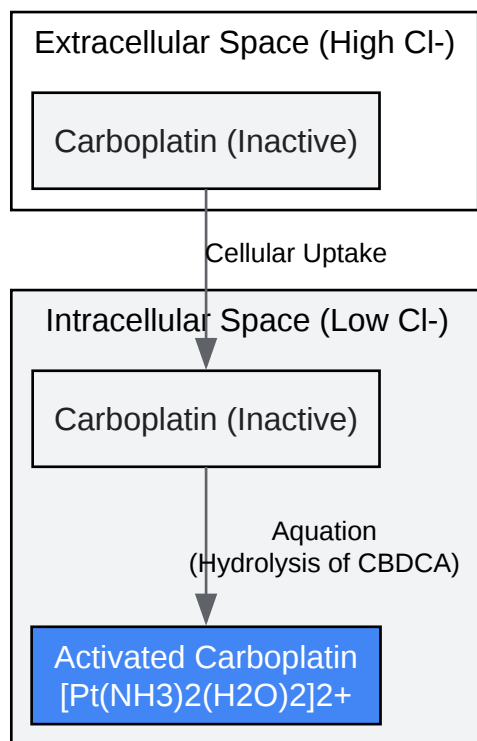 Extracellular Space (High Cl-)
Carboplatin (Inactive)
Cellular Uptake
Intracellular Space (Low Cl-)
Carboplatin (Inactive)
Aquation
(Hydrolysis of CBDCA)
Activated Carboplatin
[Pt(NH3)2(H2O)2]2+